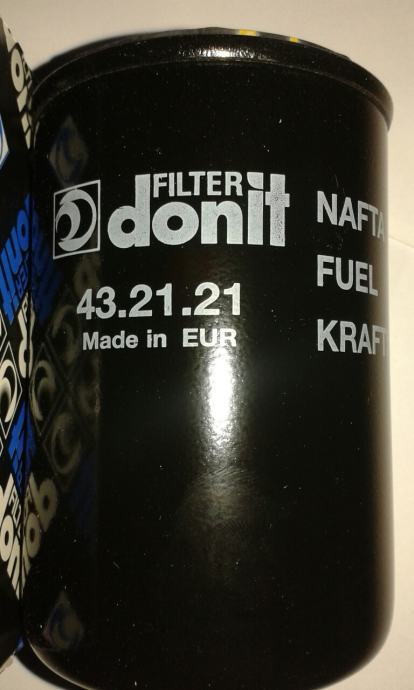 FILTER
donit
43.21.21
Made in EUR
NAFTA
FUEL
KRAFT